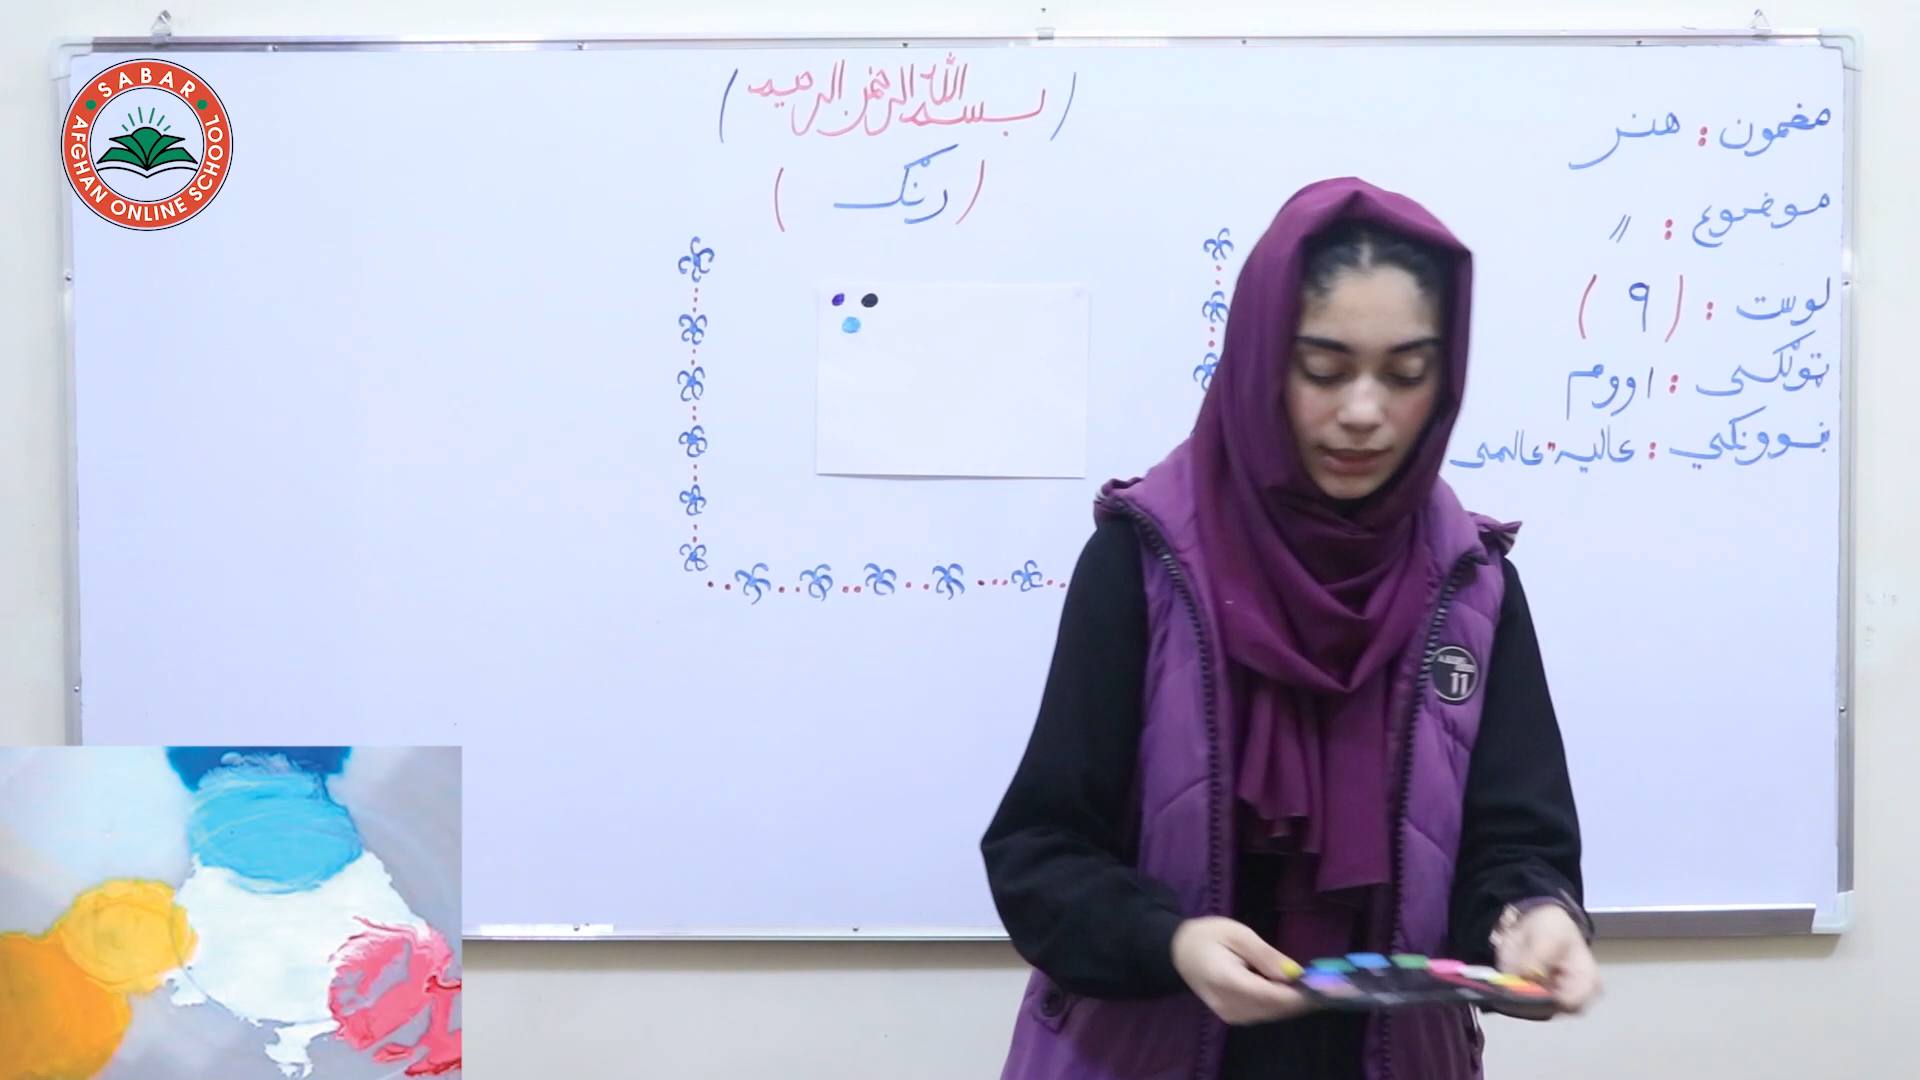 SABAR
AFGHAN ONLINE SCHOOL
(بسم الله الرحمن الرحیم)
(رنګ)
مضمون : هنر
موضوع : //
لوست : (۹)
ټولګی : اووم
ښوونکې : عالیه "عالمی"
11